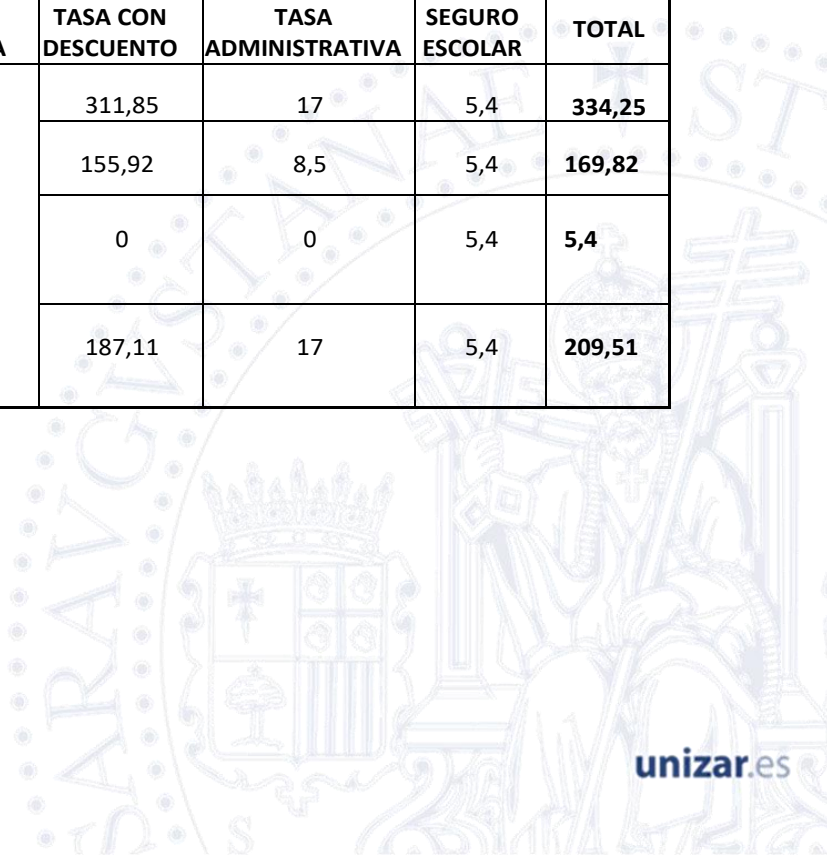 TASA CON TASA SEGURO TOTAL
A DESCUENTO ADMINISTRATIVA ESCOLAR
311,85 17 5,4 334,25
155,92 8,5 5,4 169,82
0 0 5,4 5,4
187,11 17 5,4 209,51
unizar.es